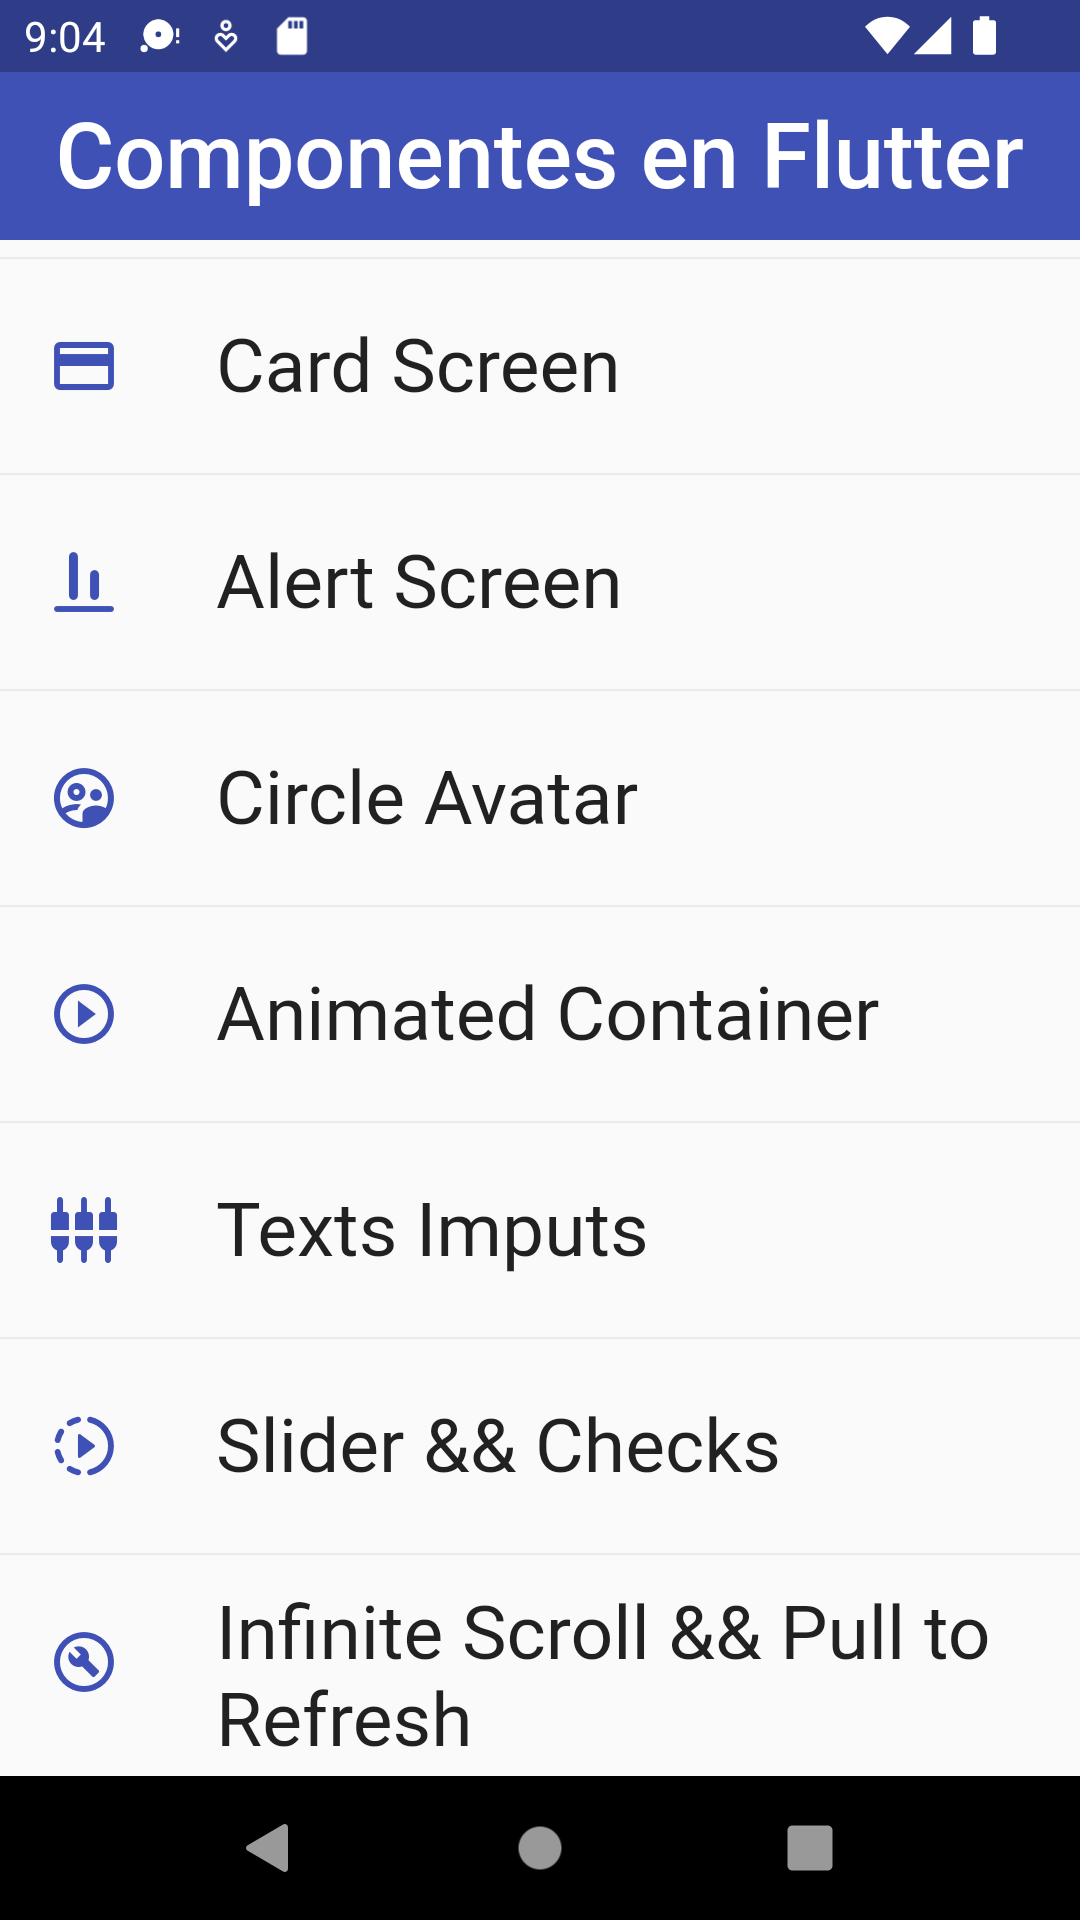 9:04
Componentes en Flutter
Card Screen
Alert Screen
Circle Avatar
Animated Container
Texts Imputs
Slider && Checks
Infinite Scroll && Pull to
Refresh